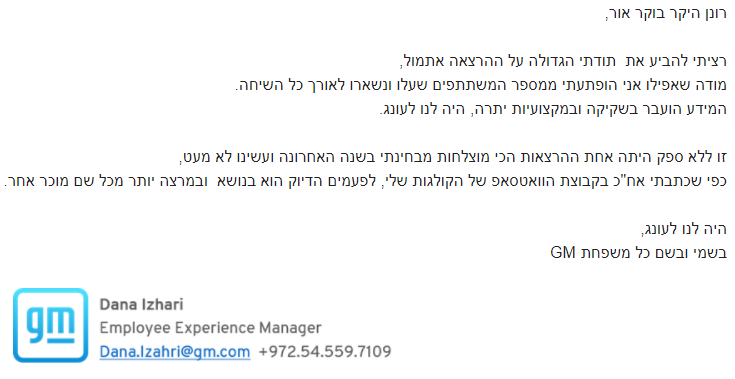 רונן היקר בוקר אור,
רציתי להביע את תודתי הגדולה על ההרצאה אתמול,
מודה שאפילו אני הופתעתי ממספר המשתתפים שעלו ונשארו לאורך כל השיחה.
המידע הועבר בשקיקה ובמקצועיות יתרה, היה לנו לעונג.
זו ללא ספק היתה אחת ההרצאות הכי מוצלחות מבחינתי בשנה האחרונה ועשינו לא מעט,
כפי שכתבתי אח"כ בקבוצת הוואטסאפ של הקולגות שלי, לפעמים הדיוק הוא בנושא ובמרצה יותר מכל שם מוכר אחר.
היה לנו לעונג,
בשמי ובשם כל משפחת GM
gm
Dana Izhari
Employee Experience Manager
Dana.Izahri@gm.com +972.54.559.7109